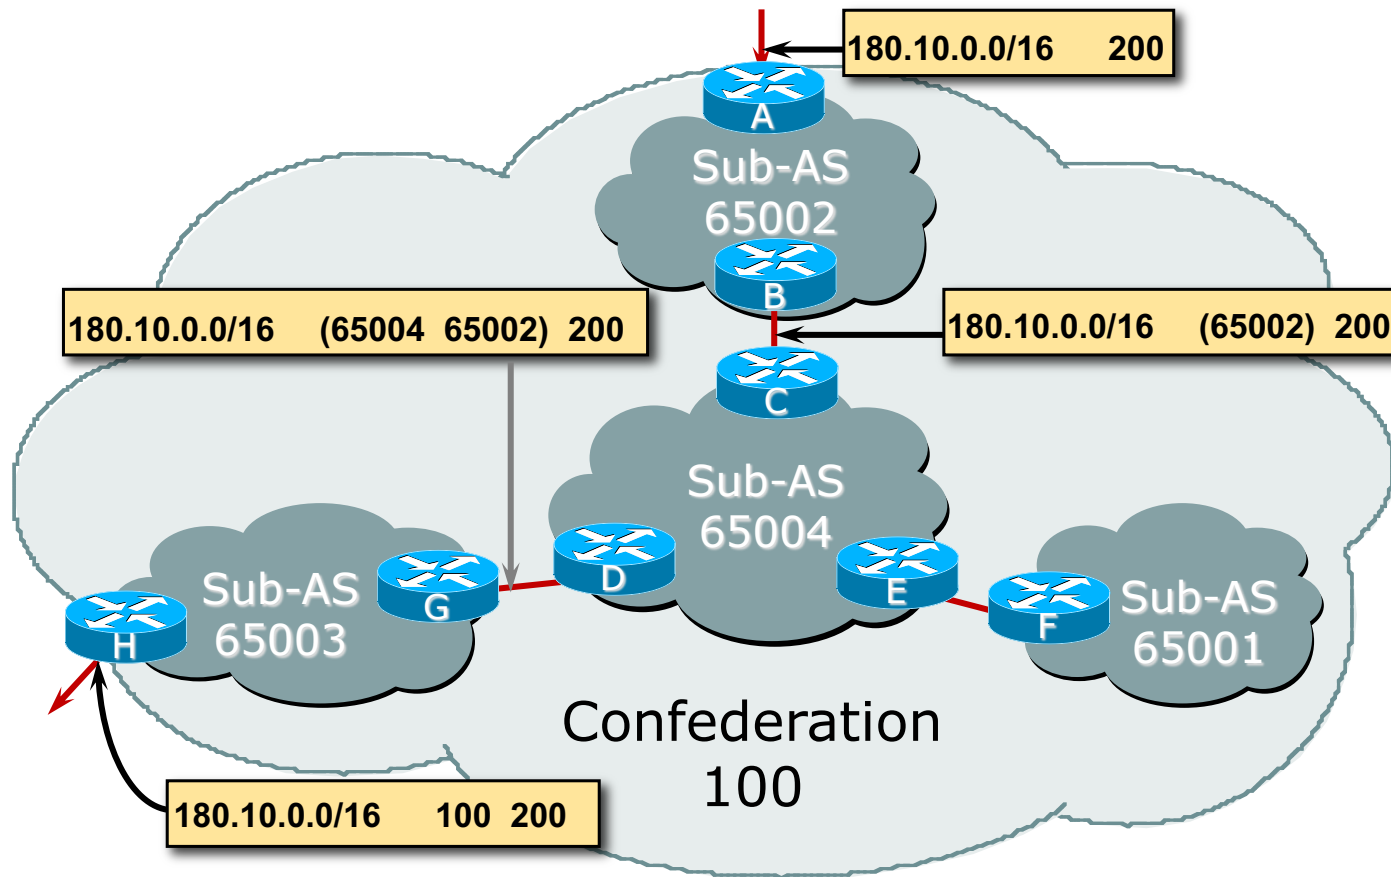 180.10.0.0/16 200
A
Sub-AS
65002
B
180.10.0.0/16 (65004 65002) 200
180.10.0.0/16 (65002) 200
C
Sub-AS
65004
D
E
G
Sub-AS
65003
H
F
Sub-AS
65001
Confederation
100
180.10.0.0/16 100 200